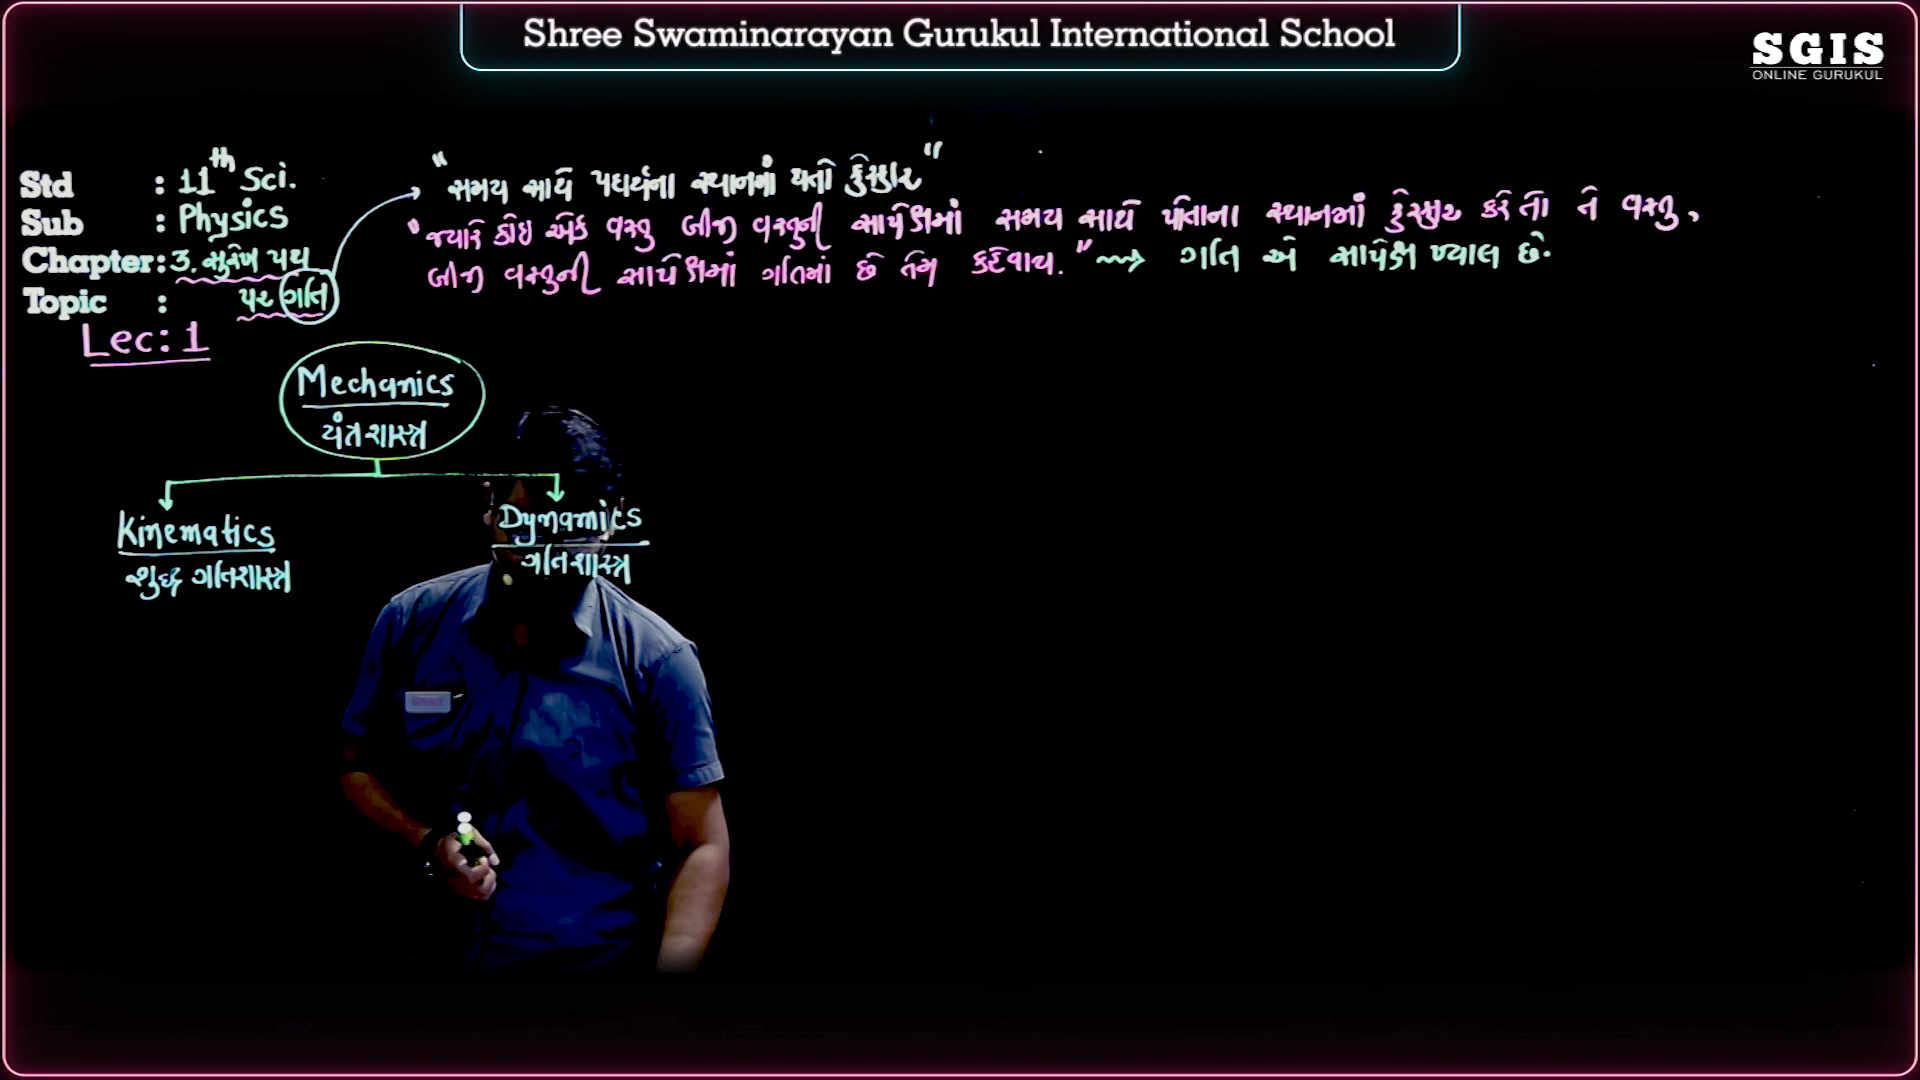 Shree Swaminarayan Gurukul International School
SGIS
ONLINE GURUKUL
Std : 11th Sci.
Sub : Physics
Chapter: 3. સુરેખ પથ
Topic : પર ગતિ
Lec: 1
"સમય સાથે પદાર્થના સ્થાનમાં થતો ફેરફાર"
"જ્યારે કોઇ એક વસ્તુ બીજી વસ્તુની સાપેક્ષમાં સમય સાથે પોતાના સ્થાનમાં ફેરફાર કરે તો તે વસ્તુ,
બીજી વસ્તુની સાપેક્ષમાં ગતિમાં છે તેમ કહેવાય." ⟿ ગતિ એ સાપેક્ષ ખ્યાલ છે.
Mechanics
યંત્રશાસ્ત્ર
Kinematics
શુદ્ધ ગતિશાસ્ત્ર
Dynamics
ગતિશાસ્ત્ર